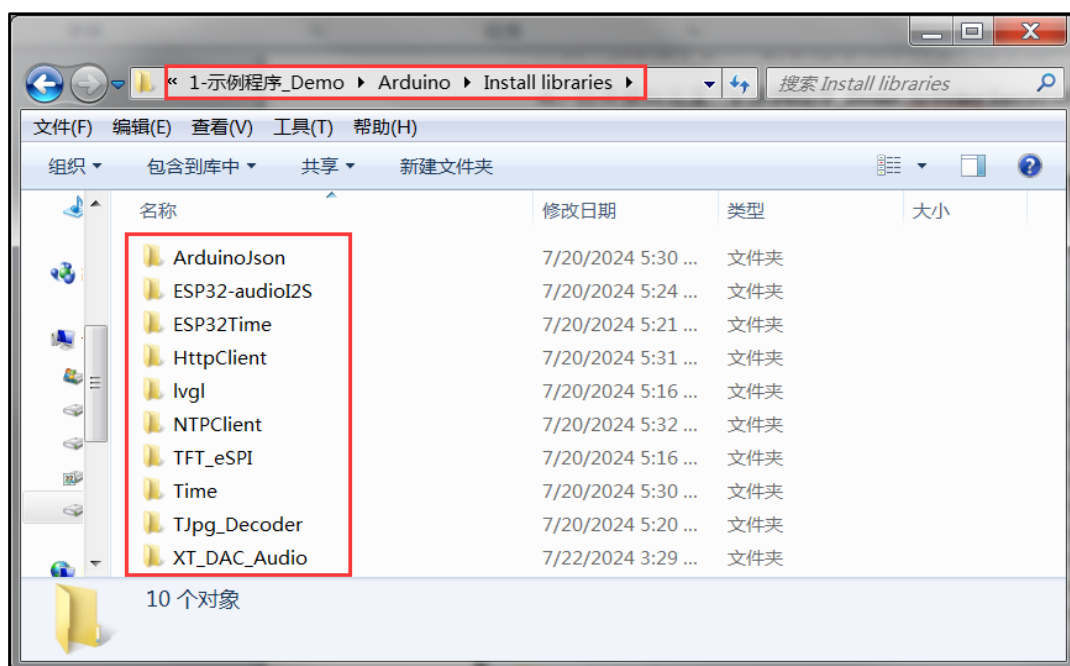 « 1-示例程序_Demo Arduino Install libraries 搜索 Install libraries
文件(F) 编辑(E) 查看(V) 工具(T) 帮助(H)
组织 包含到库中 共享 新建文件夹
名称 修改日期 类型 大小
ArduinoJson 7/20/2024 5:30 ... 文件夹
ESP32-audioI2S 7/20/2024 5:24 ... 文件夹
ESP32Time 7/20/2024 5:21 ... 文件夹
HttpClient 7/20/2024 5:31 ... 文件夹
lvgl 7/20/2024 5:16 ... 文件夹
NTPClient 7/20/2024 5:32 ... 文件夹
TFT_eSPI 7/20/2024 5:16 ... 文件夹
Time 7/20/2024 5:30 ... 文件夹
TJpg_Decoder 7/20/2024 5:20 ... 文件夹
XT_DAC_Audio 7/22/2024 3:29 ... 文件夹
10 个对象